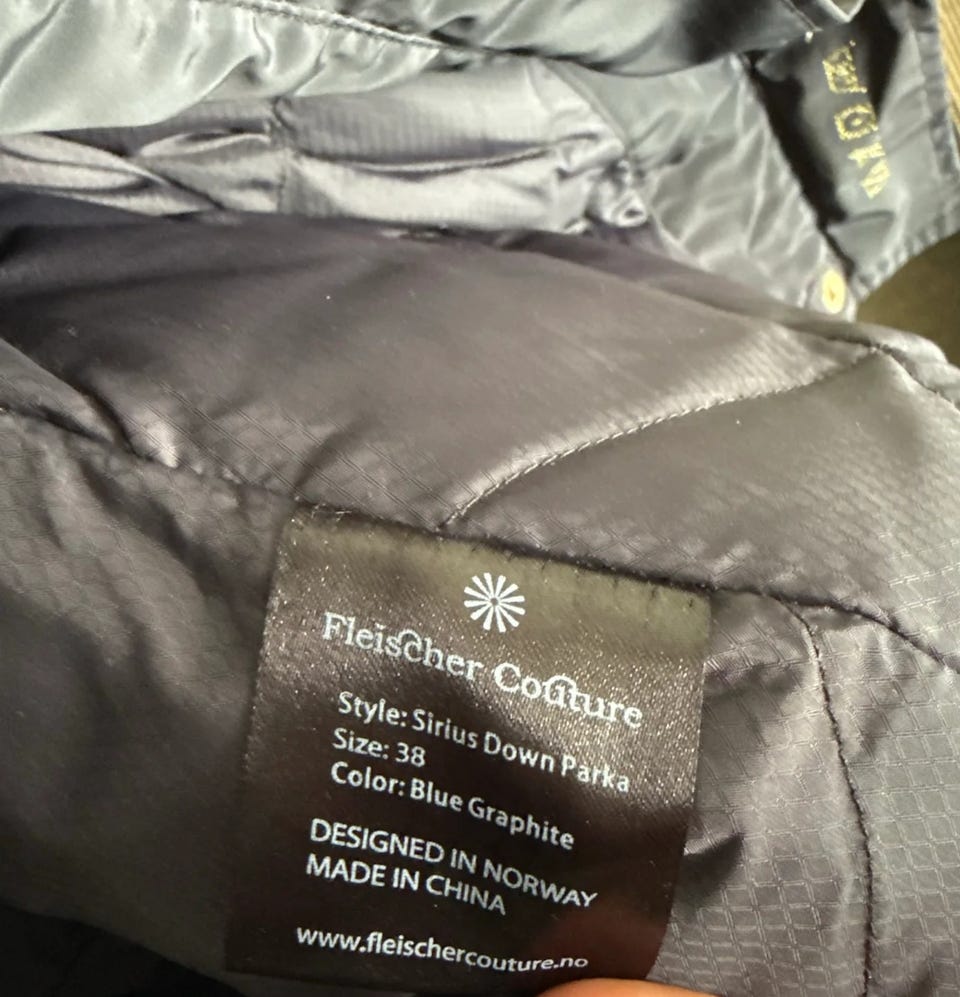 Fleischer Couture
Style: Sirius Down Parka
Size: 38
Color: Blue Graphite
DESIGNED IN NORWAY
MADE IN CHINA
www.fleischercouture.no